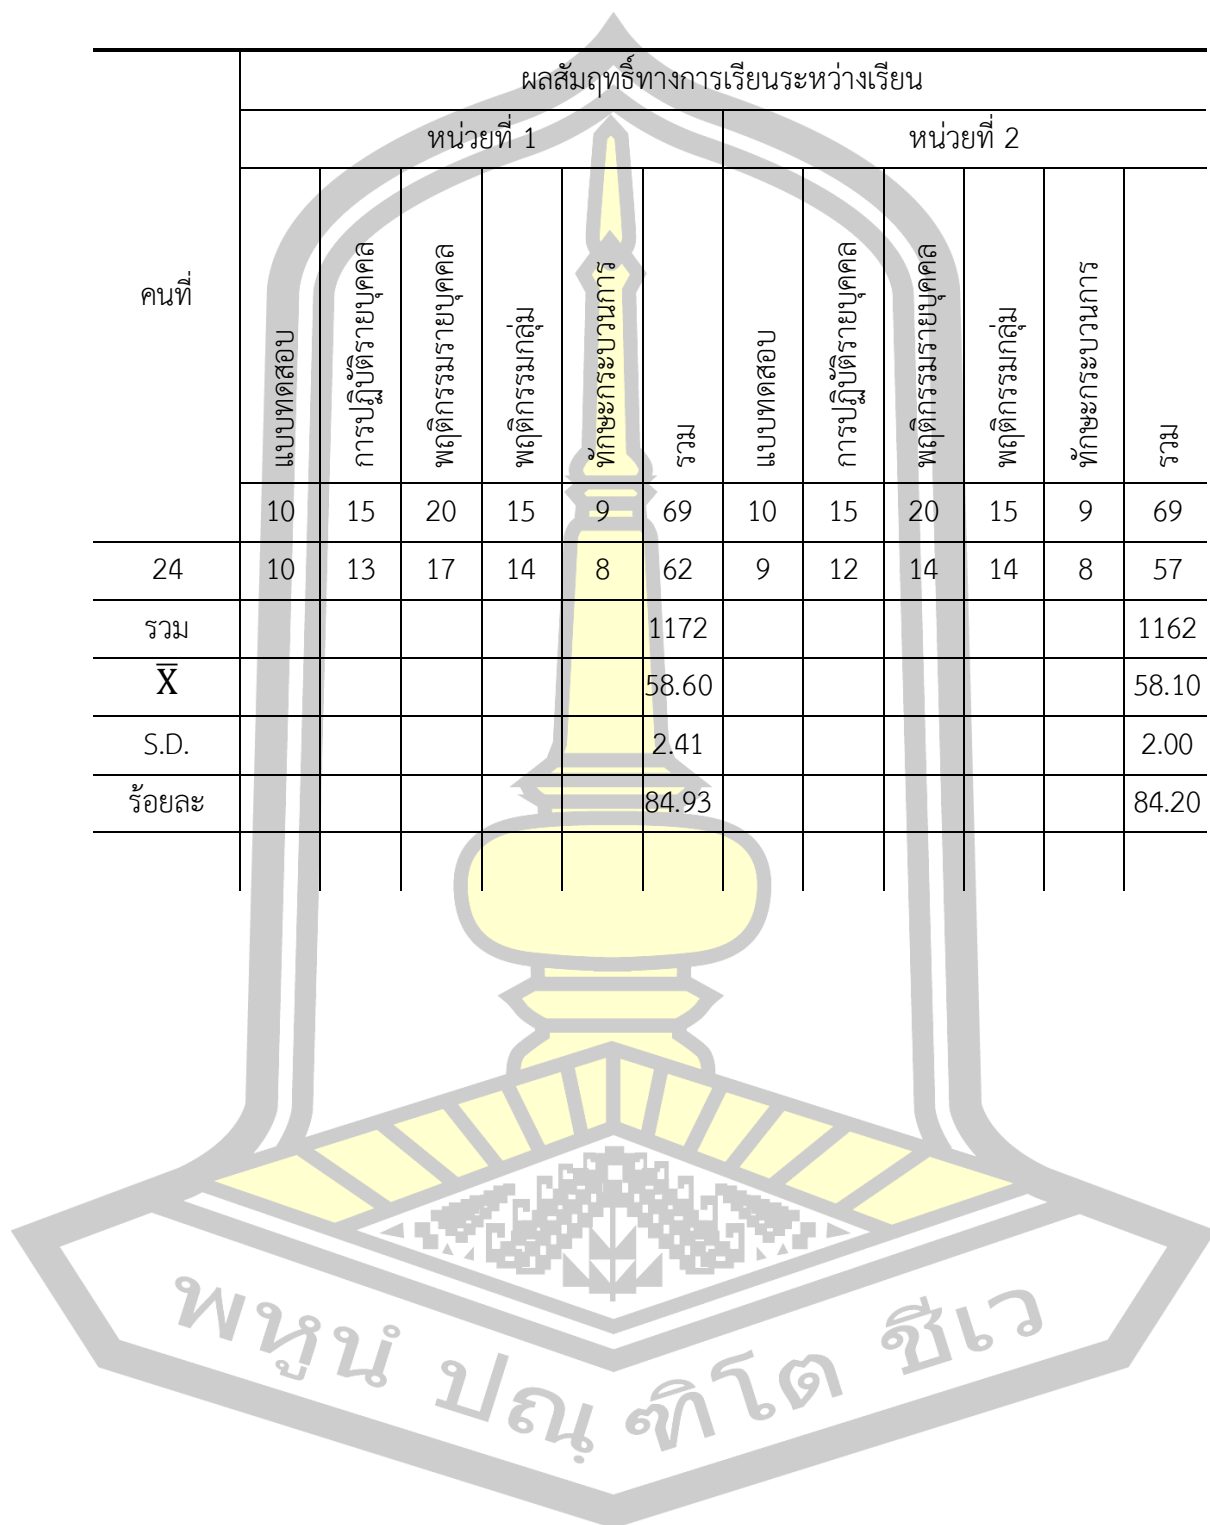 ผลสัมฤทธิ์ทางการเรียนระหว่างเรียน
หน่วยที่ 1 หน่วยที่ 2
คนที่ แบบทดสอบ การปฏิบัติรายบุคคล พฤติกรรมรายบุคคล พฤติกรรมกลุ่ม ทักษะกระบวนการ รวม แบบทดสอบ การปฏิบัติรายบุคคล พฤติกรรมรายบุคคล พฤติกรรมกลุ่ม ทักษะกระบวนการ รวม
10 15 20 15 9 69 10 15 20 15 9 69
24 10 13 17 14 8 62 9 12 14 14 8 57
รวม 1172 1162
X̅ 58.60 58.10
S.D. 2.41 2.00
ร้อยละ 84.93 84.20
พหูนํ ปณฺฑิโต ชีเว